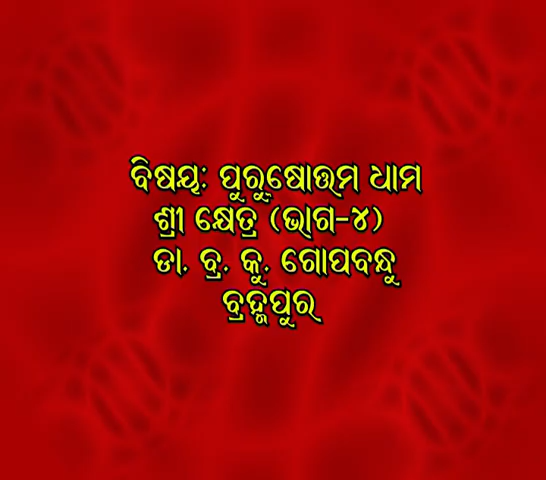 ବିଷୟ: ପୁରୁଷୋତ୍ତମ ଧାମ
ଶ୍ରୀ କ୍ଷେତ୍ର (ଭାଗ-୪)
ଡା. ବ୍ର. କୁ. ଗୋପବନ୍ଧୁ
ବ୍ରହ୍ମପୁର